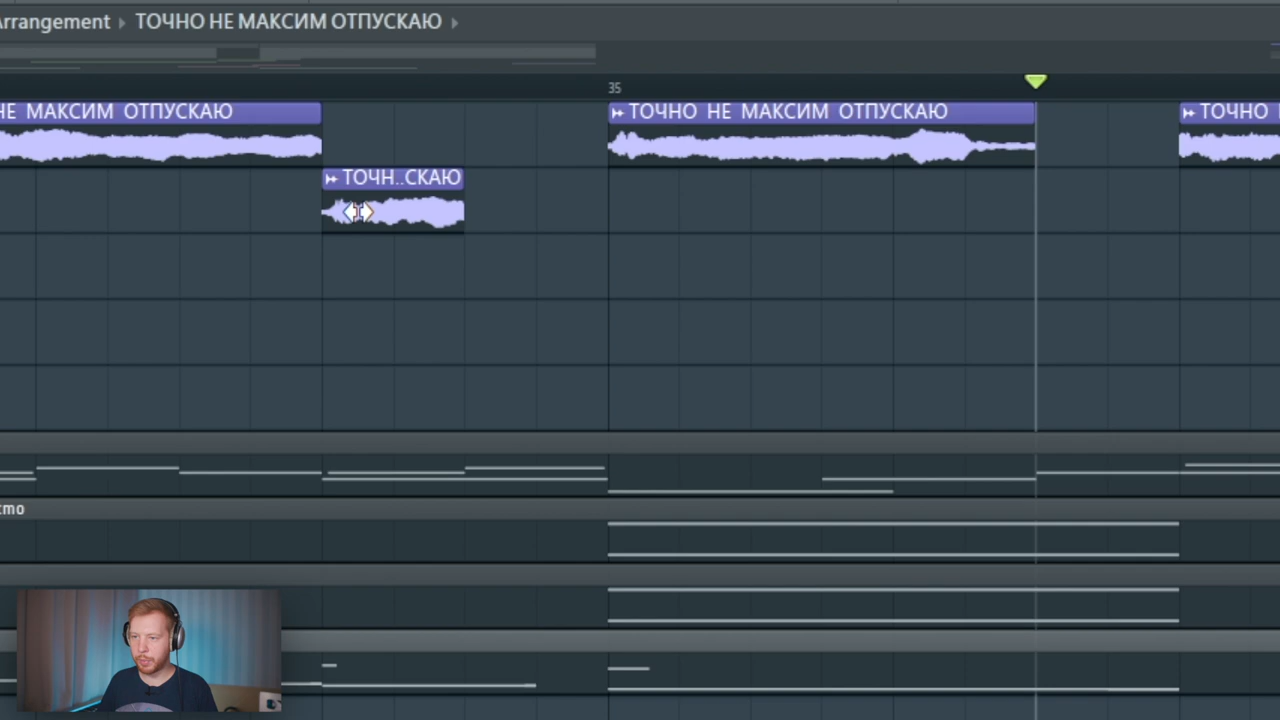 Arrangement ТОЧНО НЕ МАКСИМ ОТПУСКАЮ
35
НЕ МАКСИМ ОТПУСКАЮ ТОЧНО НЕ МАКСИМ ОТПУСКАЮ ТОЧНО
ТОЧН..СКАЮ